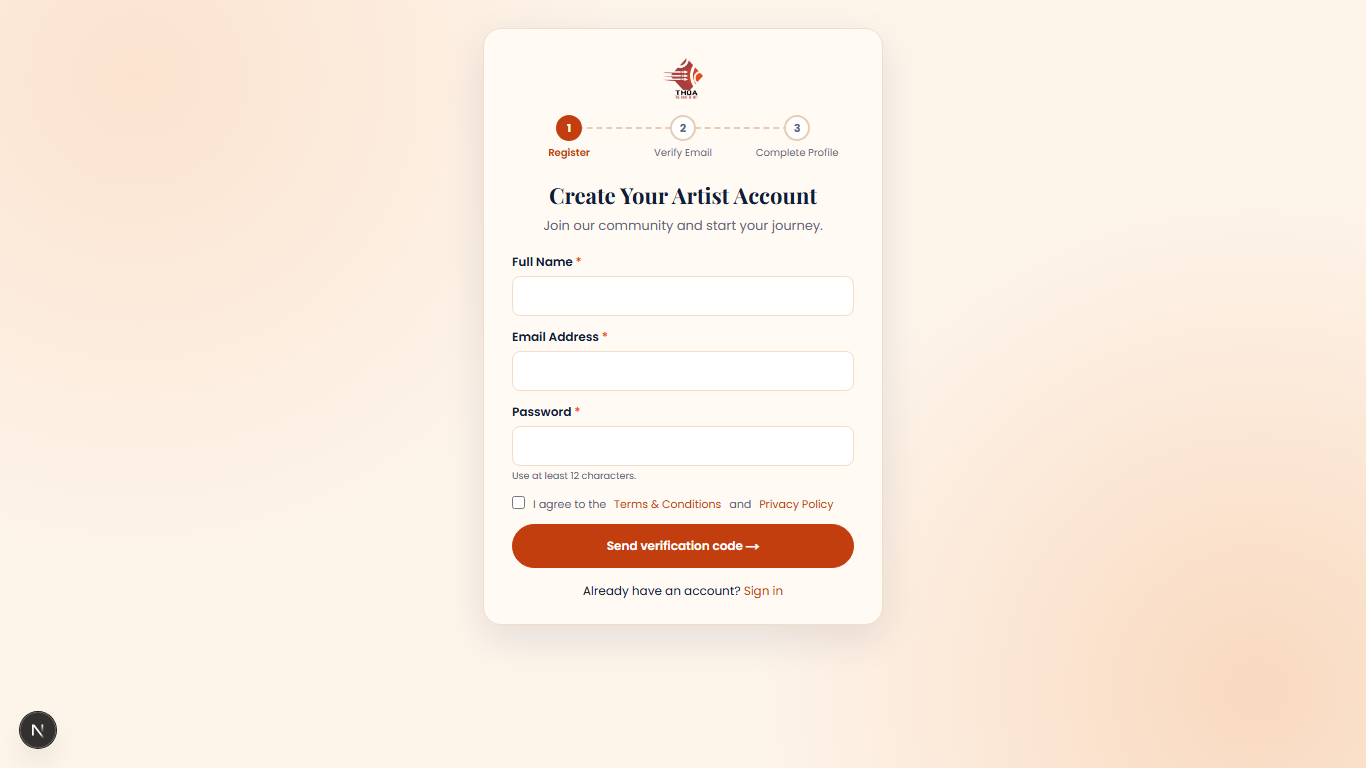 THOA
1
2
3
Register
Verify Email
Complete Profile
Create Your Artist Account
Join our community and start your journey.
Full Name *
Email Address *
Password *
Use at least 12 characters.
I agree to the Terms & Conditions and Privacy Policy
Send verification code →
Already have an account? Sign in
N